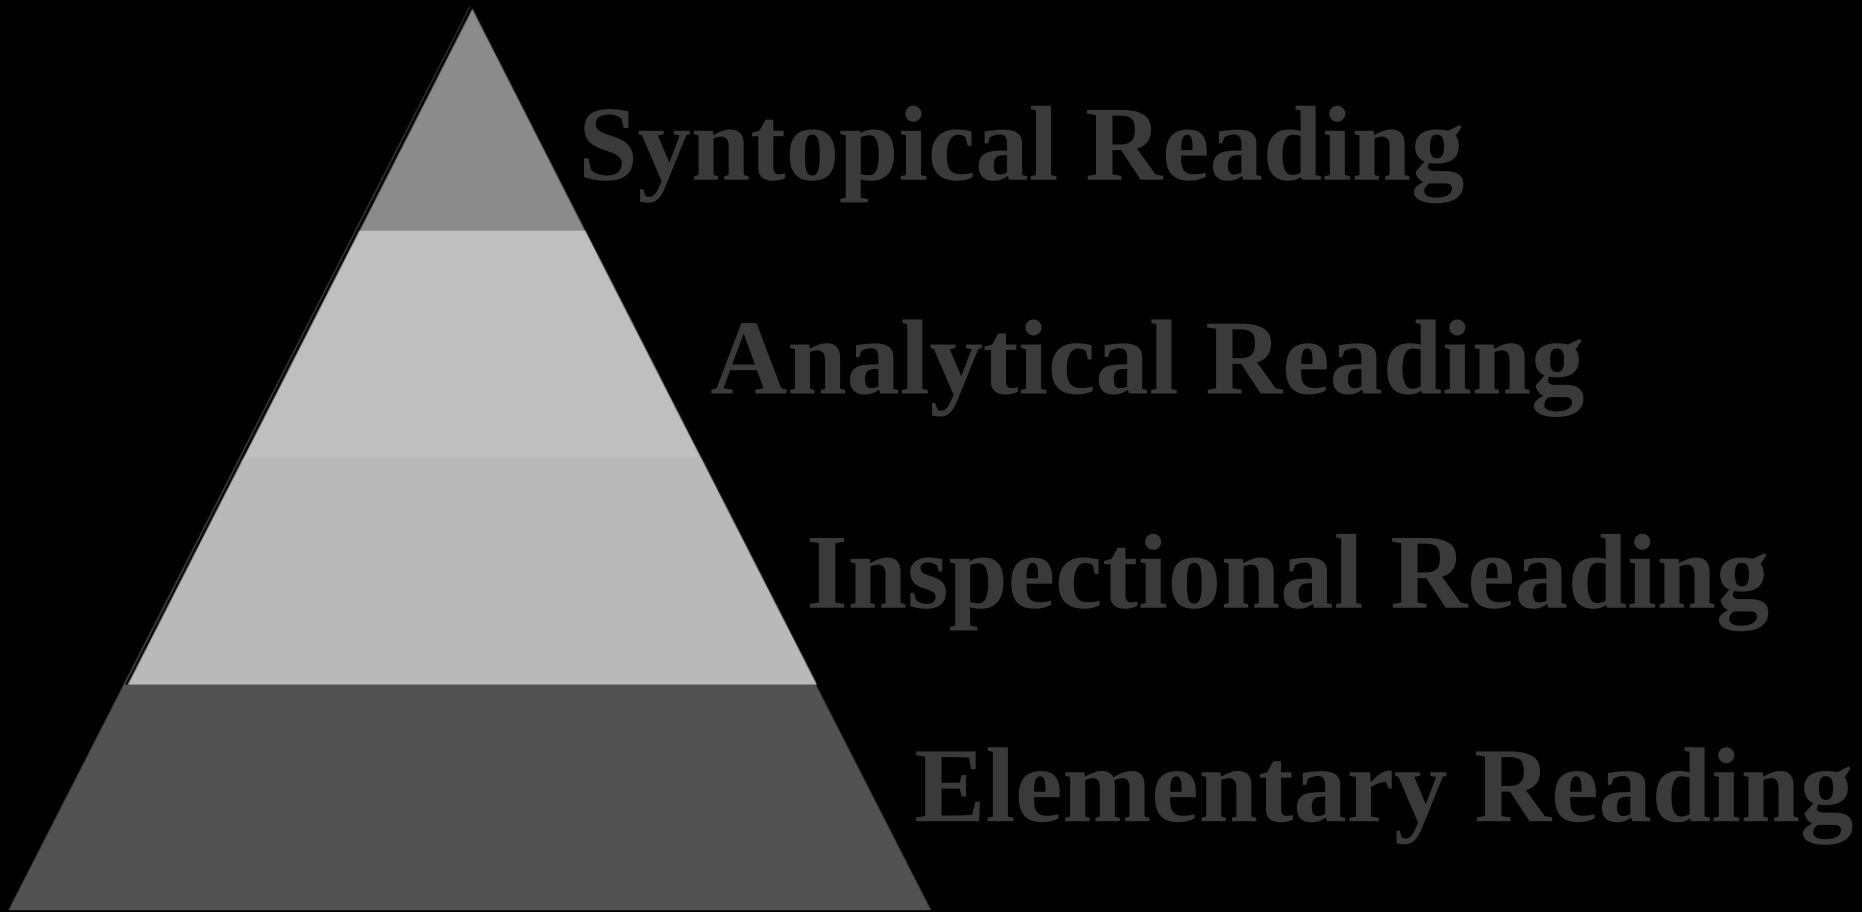 Syntopical Reading
Analytical Reading
Inspectional Reading
Elementary Reading